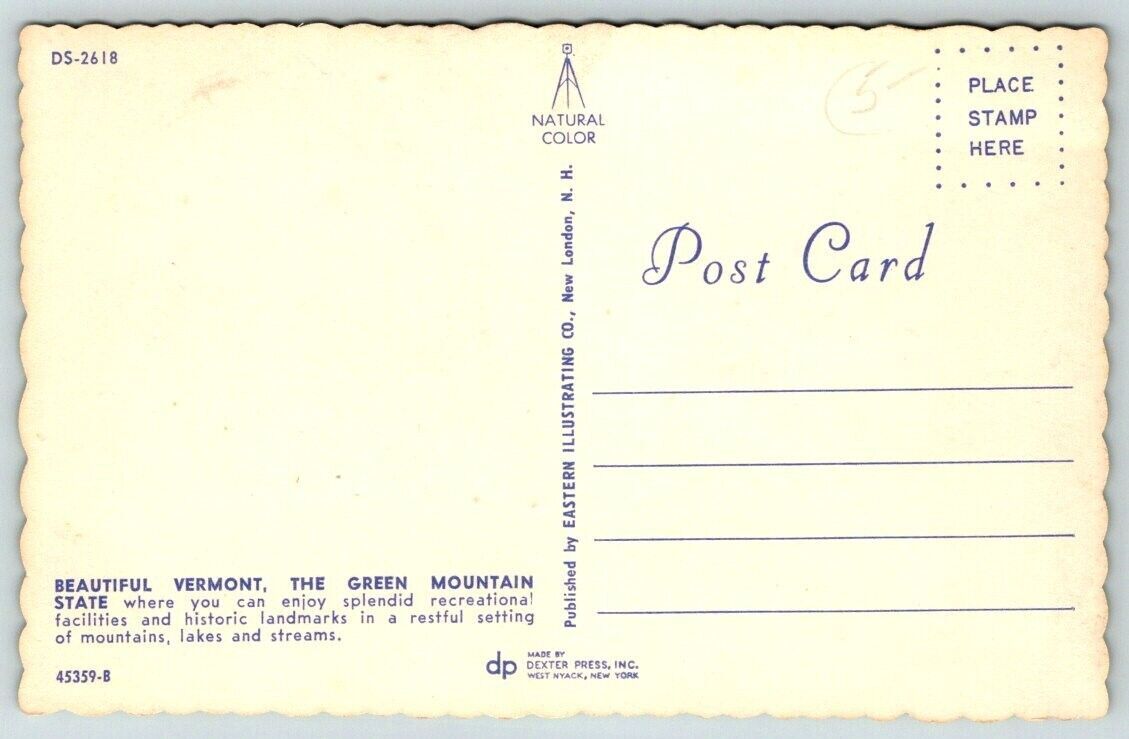 DS-2618
NATURAL
COLOR
5-
PLACE
STAMP
HERE
Post Card
Published by EASTERN ILLUSTRATING CO., New London, N. H.
BEAUTIFUL VERMONT, THE GREEN MOUNTAIN
STATE where you can enjoy splendid recreational
facilities and historic landmarks in a restful setting
of mountains, lakes and streams.
45359-B
dp
MADE BY
DEXTER PRESS, INC.
WEST NYACK, NEW YORK